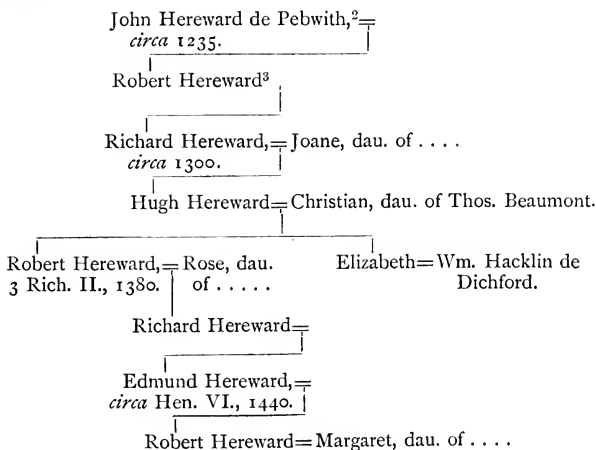 John Hereward de Pebwith,²=
circa 1235.
Robert Hereward³
Richard Hereward,=Joane, dau. of . . . .
circa 1300.
Hugh Hereward=Christian, dau. of Thos. Beaumont.
Robert Hereward,=Rose, dau. Elizabeth=Wm. Hacklin de
3 Rich. II., 1380. of . . . . . Dichford.
Richard Hereward=
Edmund Hereward,=
circa Hen. VI., 1440.
Robert Hereward=Margaret, dau. of . . . .